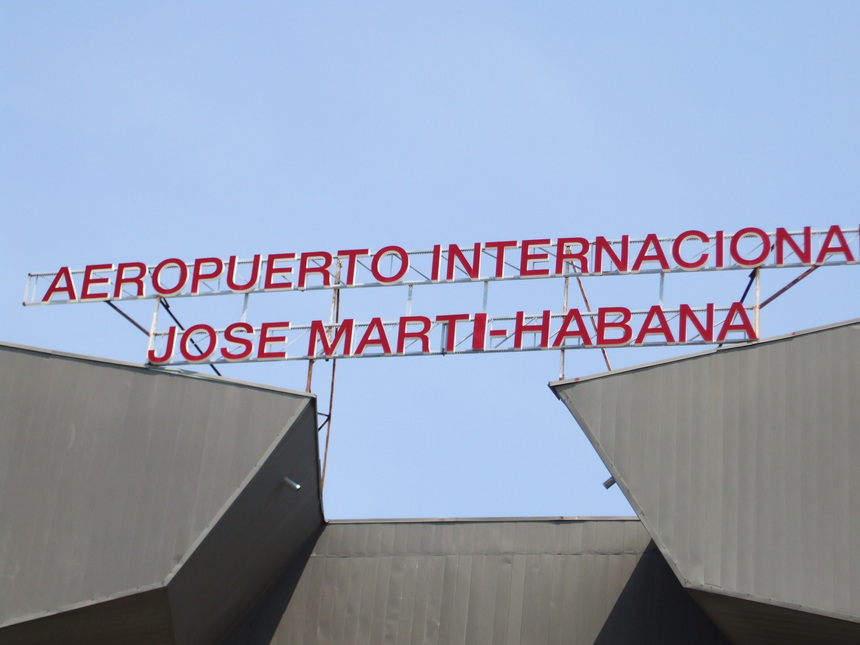 AEROPUERTO INTERNACIONAL
JOSE MARTI-HABANA